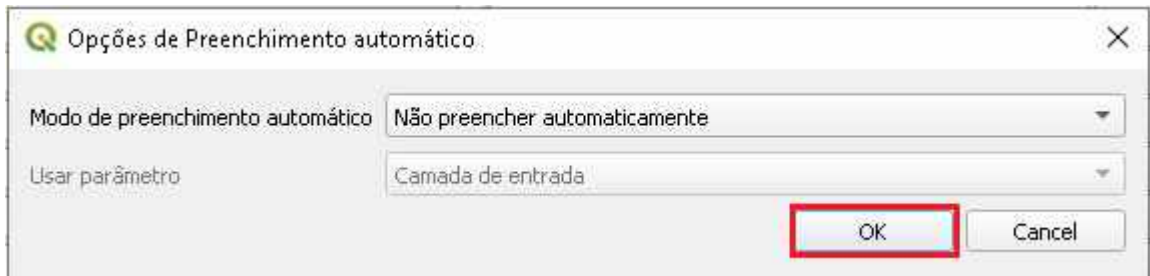 Opções de Preenchimento automático
Modo de preenchimento automático Não preencher automaticamente
Usar parâmetro Camada de entrada
OK Cancel